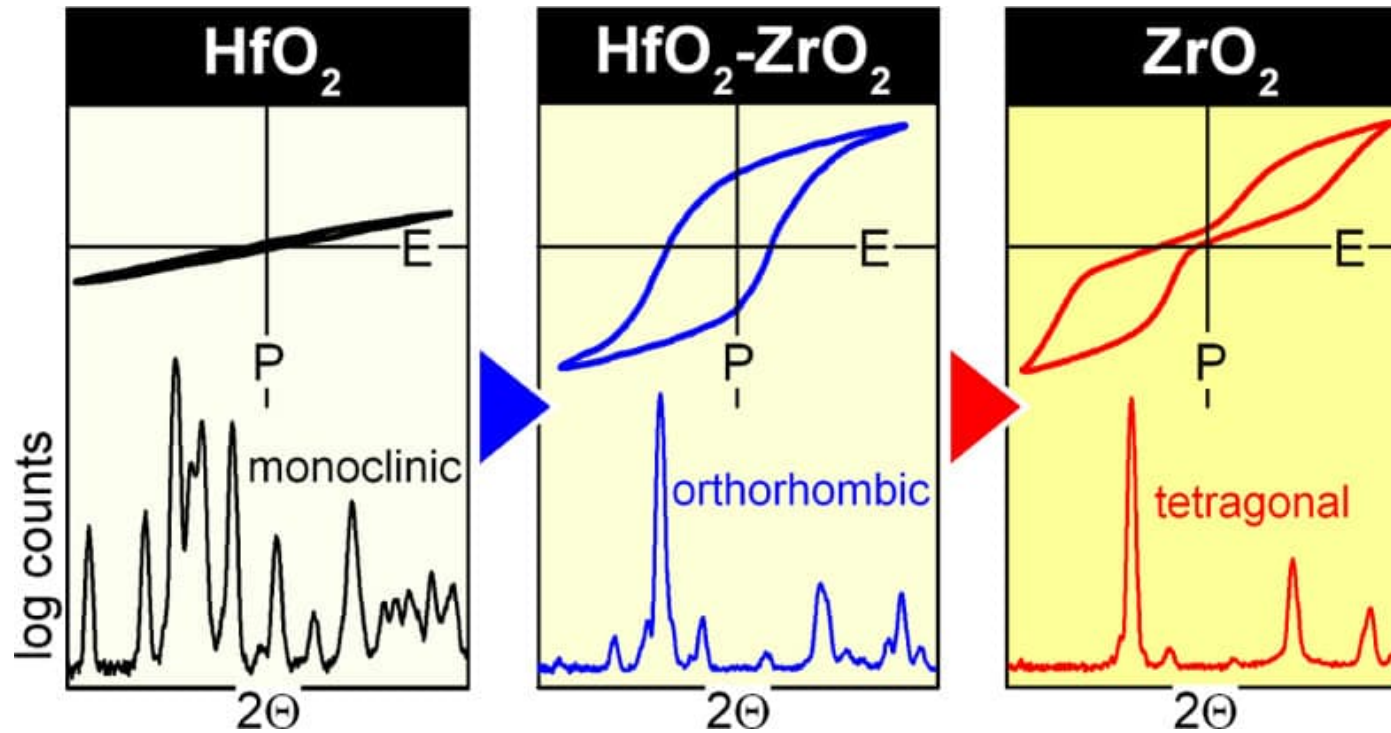 HfO₂
HfO₂-ZrO₂
ZrO₂
E
P
E
P
E
P
monoclinic
orthorhombic
tetragonal
log counts
2Θ
2Θ
2Θ